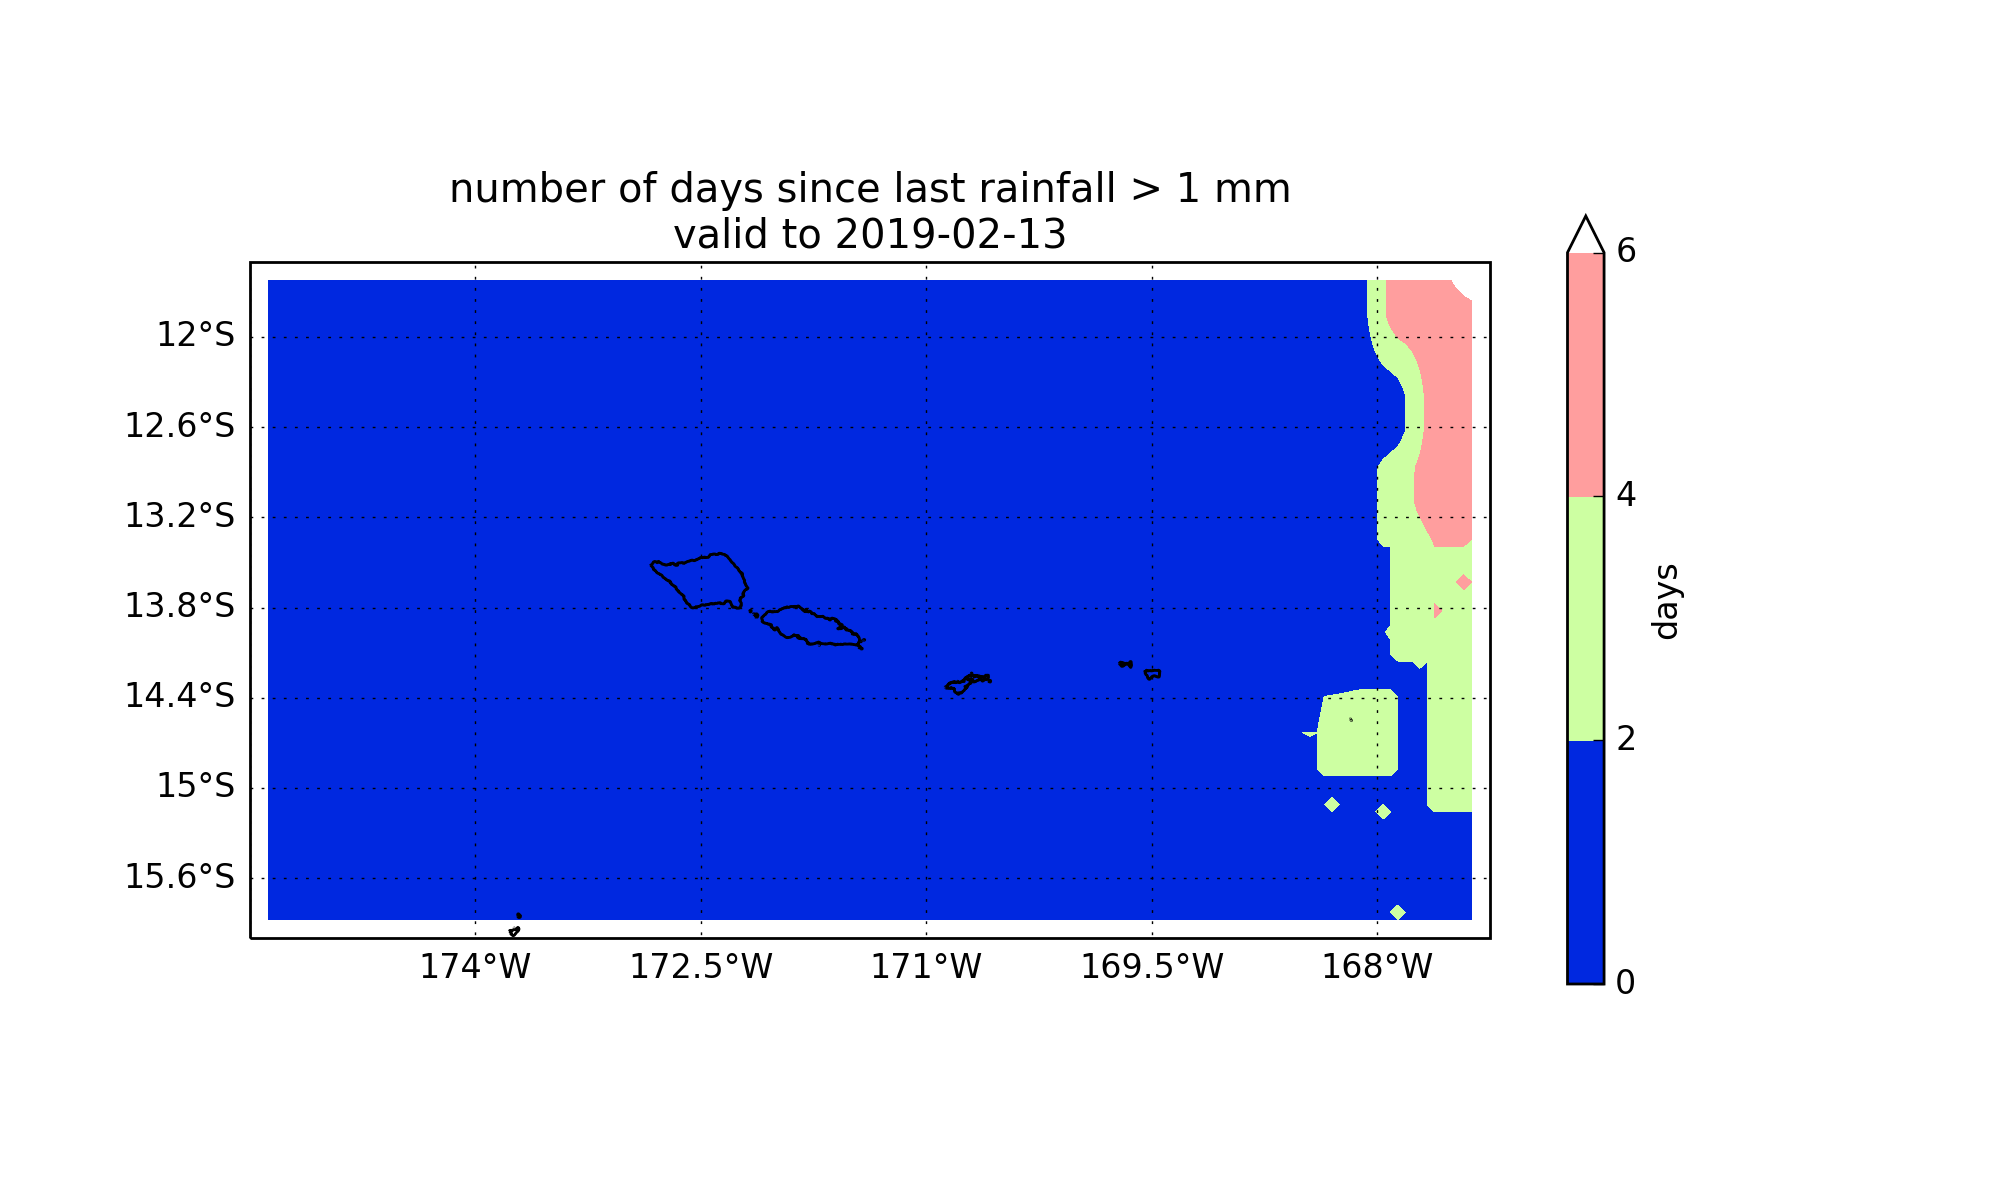 number of days since last rainfall > 1 mm
valid to 2019-02-13
12°S
12.6°S
13.2°S
13.8°S
14.4°S
15°S
15.6°S
174°W
172.5°W
171°W
169.5°W
168°W
6
4
2
0
days